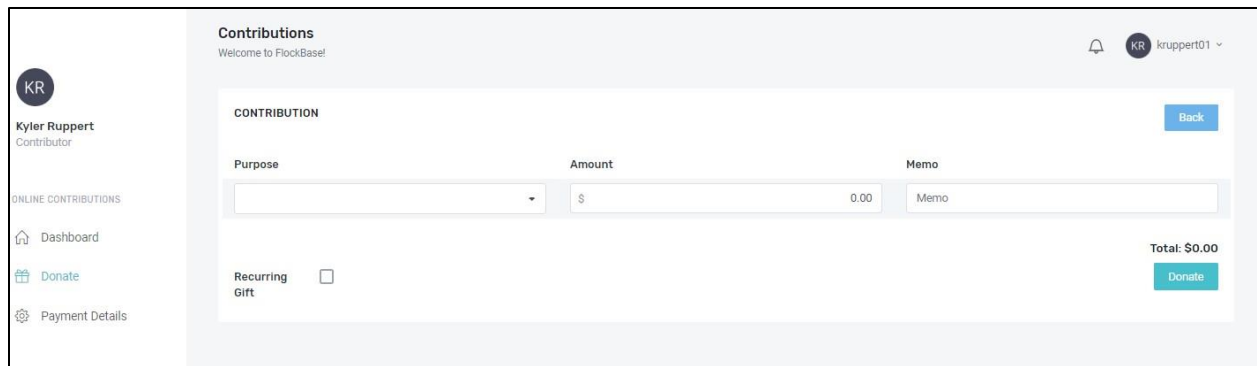 KR
Kyler Ruppert
Contributor
ONLINE CONTRIBUTIONS
Dashboard
Donate
Payment Details
Contributions
Welcome to FlockBase!
KR kruppert01
CONTRIBUTION
Back
Purpose Amount Memo
$ 0.00 Memo
Total: $0.00
Recurring
Gift
Donate